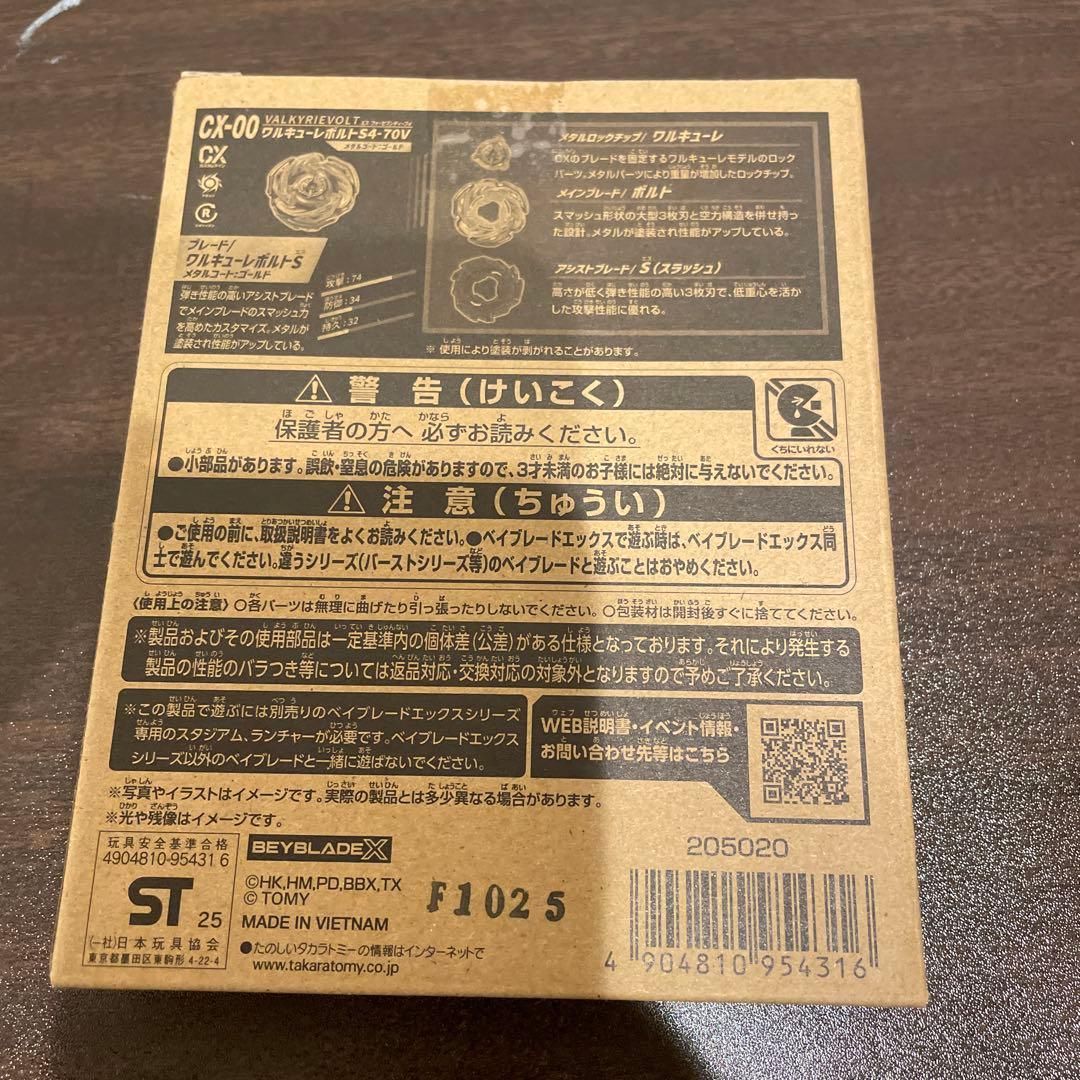 CX-00
VALKYRIEVOLT
ワルキューレボルトS4-70V
メタルコート:ゴールド
CX
ブレード/
ワルキューレボルトS
メタルコート:ゴールド
弾き性能の高いアシストブレード
でメインブレードのスマッシュ力
を高めたカスタマイズ。メタルが
塗装され性能がアップしている。
攻撃:74
防御:34
持久:32
メタルロックチップ/ ワルキューレ
CXのブレードを固定するワルキューレモデルのロック
パーツ。メタルパーツにより重量が増加したロックチップ。
メインブレード/ ボルト
スマッシュ形状の大型3枚刃と空力構造を併せ持っ
た設計。メタルが塗装され性能がアップしている。
アシストブレード/ S(スラッシュ)
高さが低く弾き性能の高い3枚刃で、低重心を活か
した攻撃性能に優れる。
※使用により塗装が剥がれることがあります。
警告(けいこく)
保護者の方へ 必ずお読みください。
●小部品があります。誤飲・窒息の危険がありますので、3才未満のお子様には絶対に与えないでください。
くちにいれない
注意(ちゅうい)
●ご使用の前に、取扱説明書をよくお読みください。●ベイブレードエックスで遊ぶ時は、ベイブレードエックス同
士で遊んでください。違うシリーズ(バーストシリーズ等)のベイブレードと遊ぶことはおやめください。
〈使用上の注意〉○各パーツは無理に曲げたり引っ張ったりしないでください。○包装材は開封後すぐに捨ててください。
※製品およびその使用部品は一定基準内の個体差(公差)がある仕様となっております。それにより発生する
製品の性能のバラつき等については返品対応・交換対応の対象外となりますので予めご了承ください。
※この製品で遊ぶには別売りのベイブレードエックスシリーズ
専用のスタジアム、ランチャーが必要です。ベイブレードエックス
シリーズ以外のベイブレードと一緒に遊ばないでください。
WEB説明書・イベント情報・
お問い合わせ先等はこちら
※写真やイラストはイメージです。実際の製品とは多少異なる場合があります。
※光や残像はイメージです。
玩具安全基準合格
4904810-95431 6
ST 25
(一社)日本玩具協会
東京都墨田区東駒形 4-22-4
BEYBLADE X
©HK,HM,PD,BBX,TX
© TOMY
MADE IN VIETNAM
●たのしいタカラトミーの情報はインターネットで
www.takaratomy.co.jp
F1025
205020
4 904810 954316